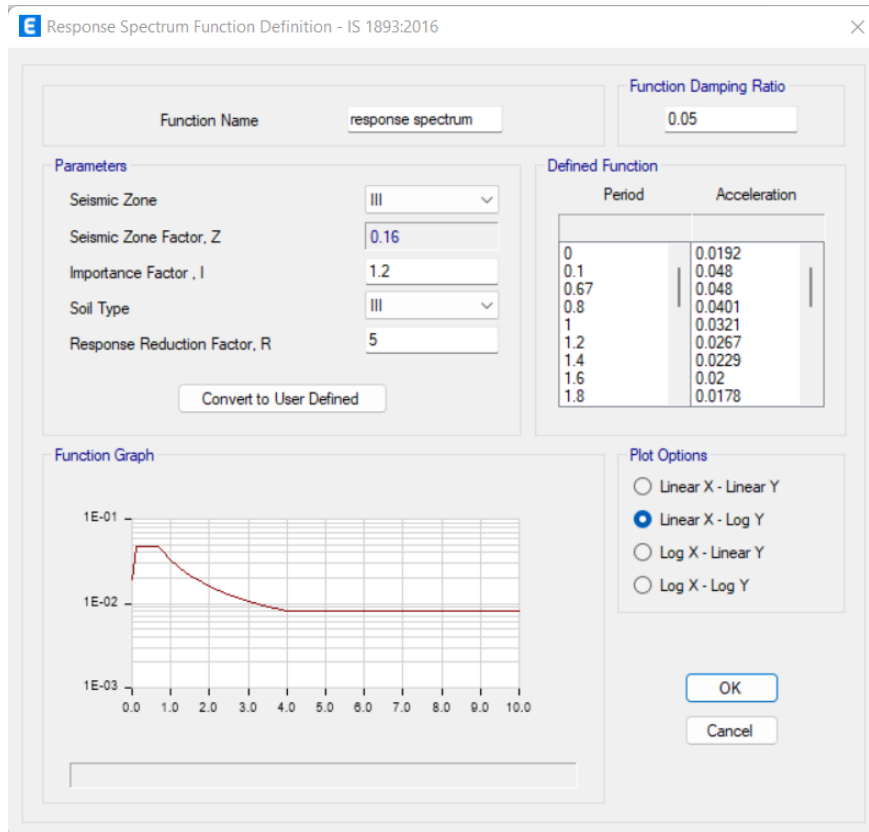 E Response Spectrum Function Definition - IS 1893:2016
Function Name
response spectrum
Function Damping Ratio
0.05
Parameters
Seismic Zone
III
Seismic Zone Factor, Z
0.16
Importance Factor , I
1.2
Soil Type
III
Response Reduction Factor, R
5
Convert to User Defined
Defined Function
Period Acceleration
0 0.0192
0.1 0.048
0.67 0.048
0.8 0.0401
1 0.0321
1.2 0.0267
1.4 0.0229
1.6 0.02
1.8 0.0178
Function Graph
1E-01
1E-02
1E-03
0.0 1.0 2.0 3.0 4.0 5.0 6.0 7.0 8.0 9.0 10.0
Plot Options
Linear X - Linear Y
Linear X - Log Y
Log X - Linear Y
Log X - Log Y
OK
Cancel